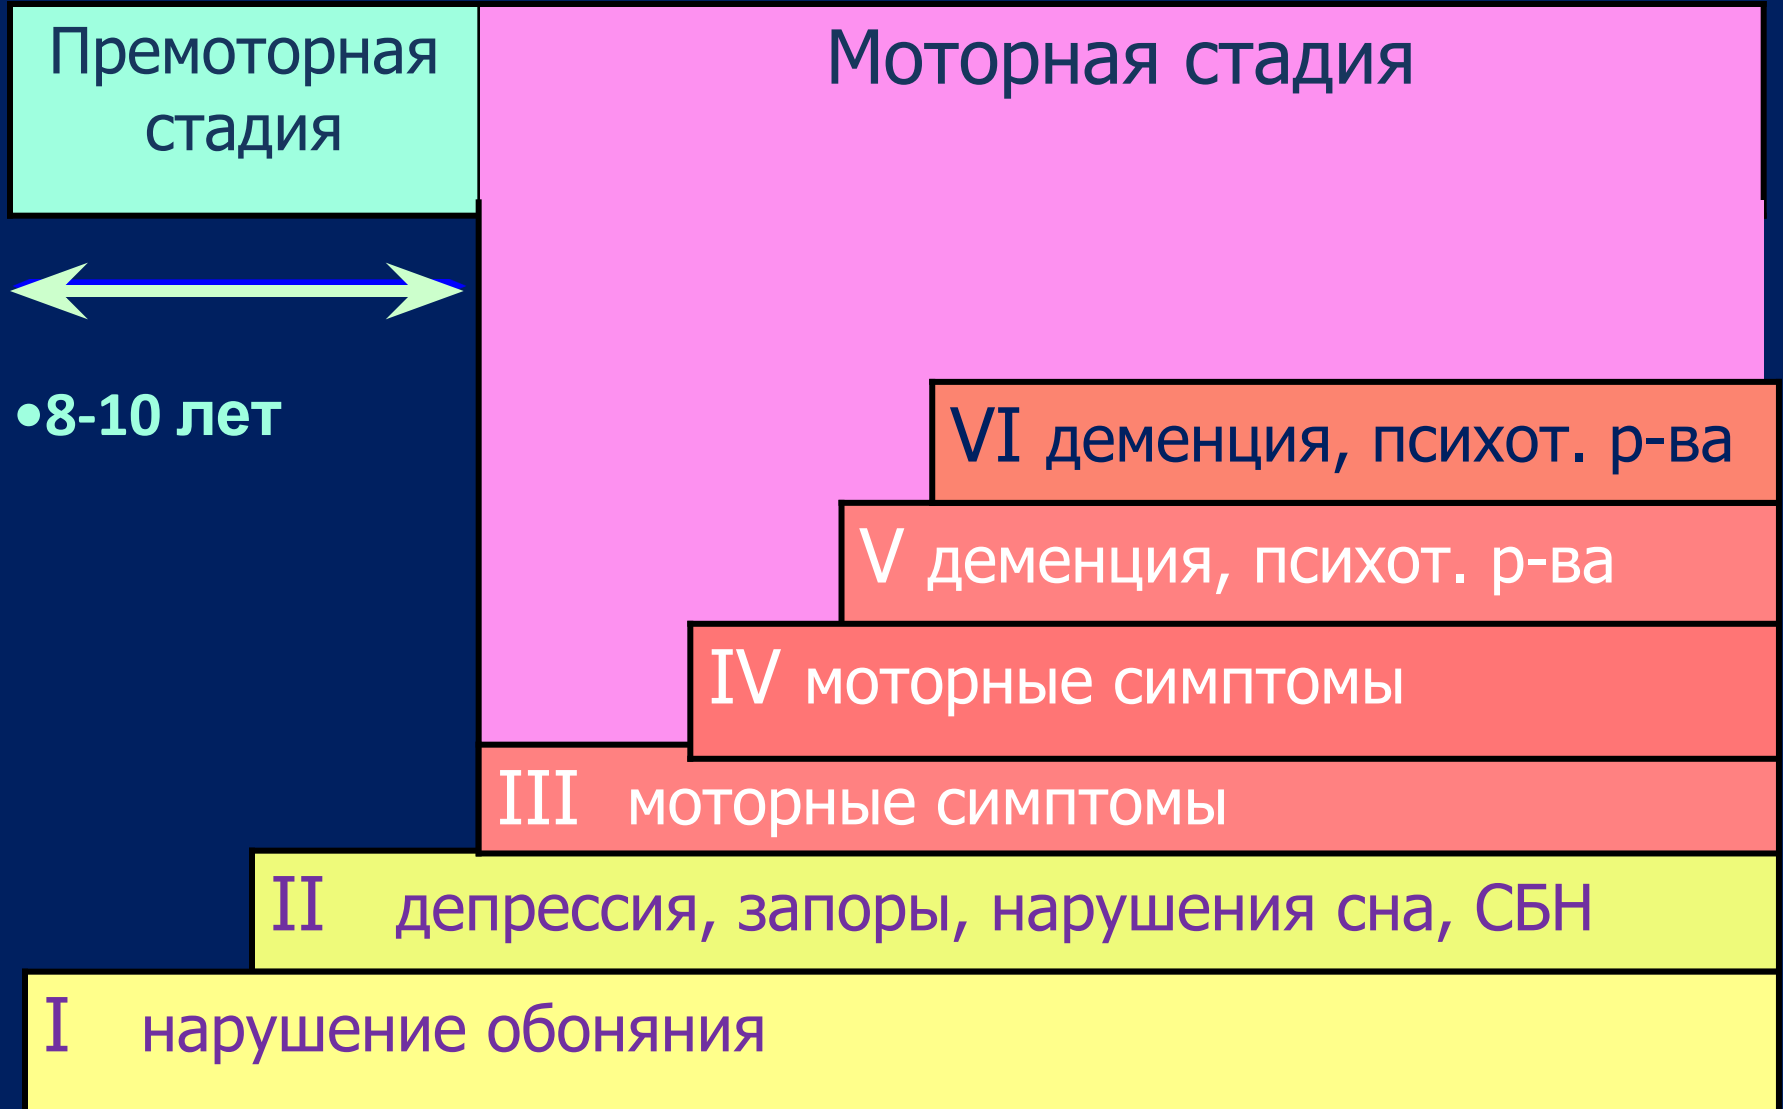 Премоторная
стадия
Моторная стадия
•8-10 лет
VI деменция, психот. р-ва
V деменция, психот. р-ва
IV моторные симптомы
III моторные симптомы
II депрессия, запоры, нарушения сна, СБН
I нарушение обоняния